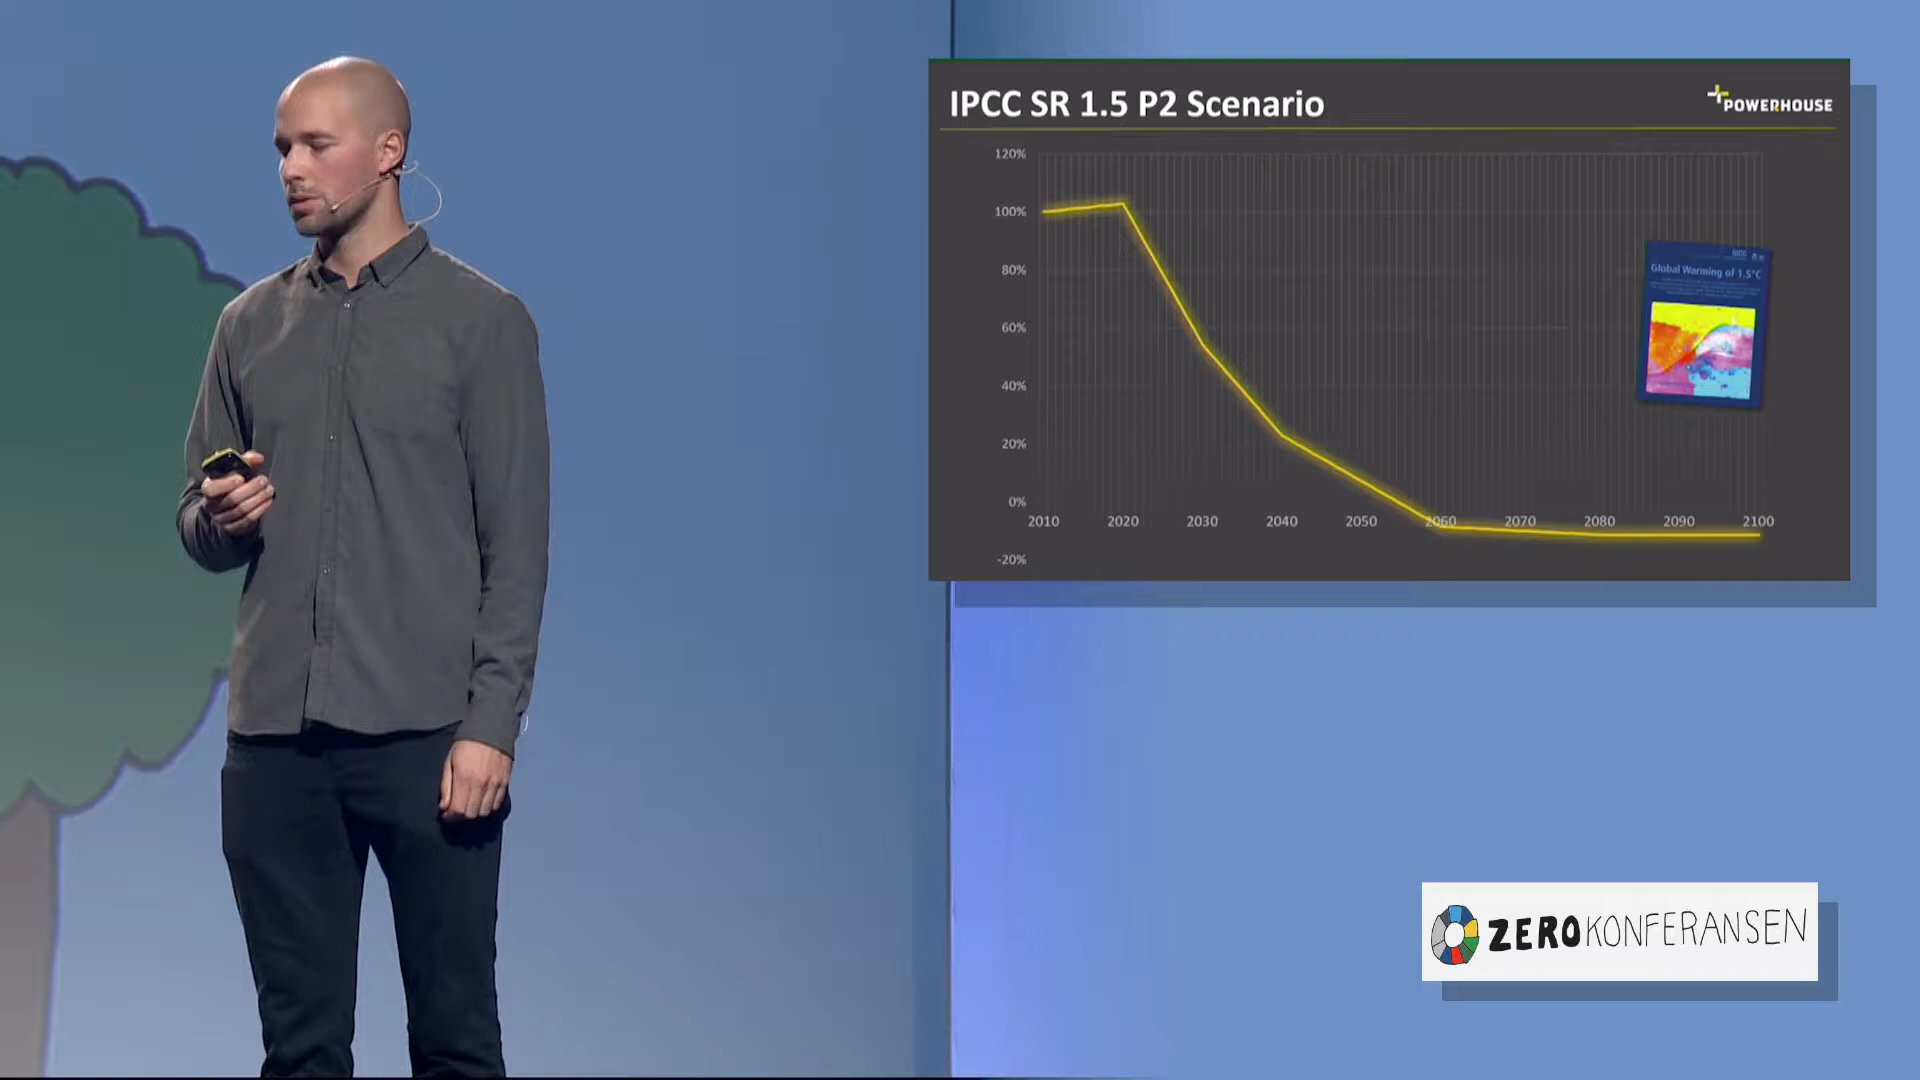 IPCC SR 1.5 P2 Scenario
POWERHOUSE
120%
100%
80%
60%
40%
20%
0%
2010 2020 2030 2040 2050 2060 2070 2080 2090 2100
-20%
ipcc
Global Warming of 1.5°C
ZEROKONFERANSEN